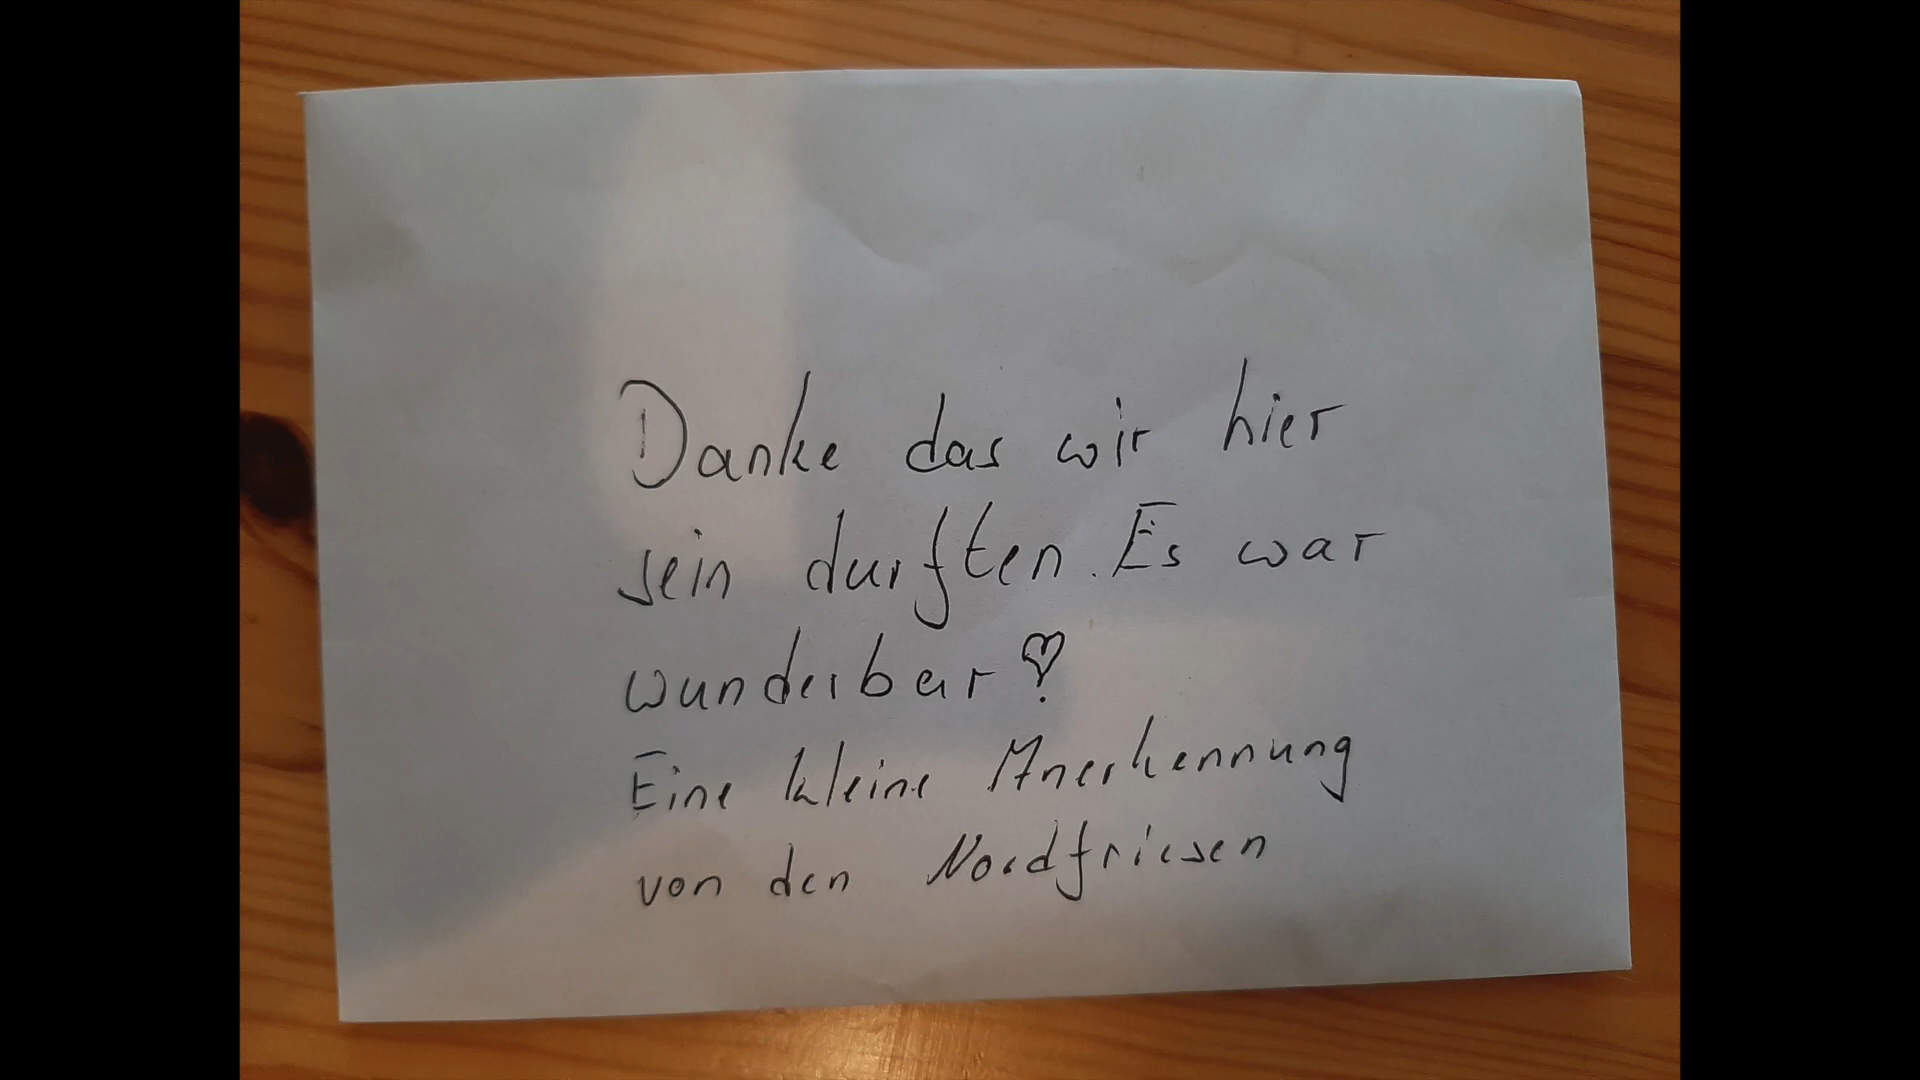 Danke das wir hier
sein durften. Es war
wunderbar
Eine kleine Anerkennung
von den Nordfriesen